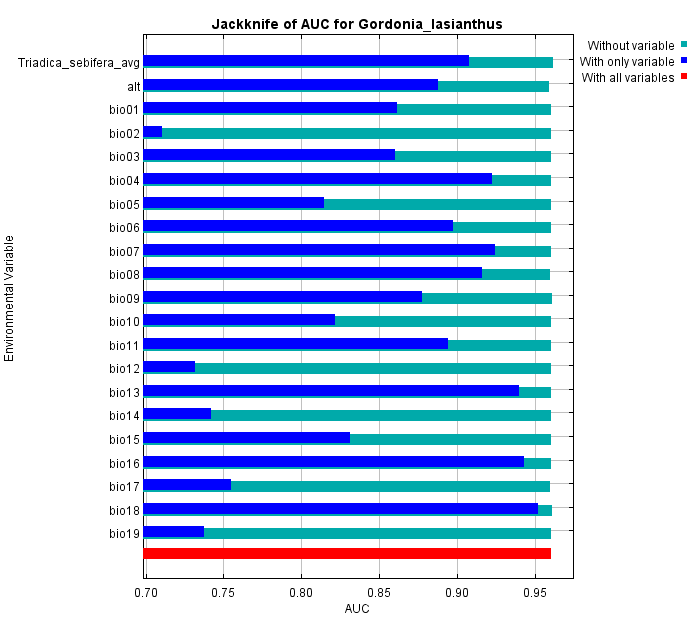 Jackknife of AUC for Gordonia_lasianthus
Without variable
With only variable
With all variables
Triadica_sebifera_avg
alt
bio01
bio02
bio03
bio04
bio05
bio06
bio07
bio08
bio09
bio10
bio11
bio12
bio13
bio14
bio15
bio16
bio17
bio18
bio19
Environmental Variable
0.70 0.75 0.80 0.85 0.90 0.95
AUC